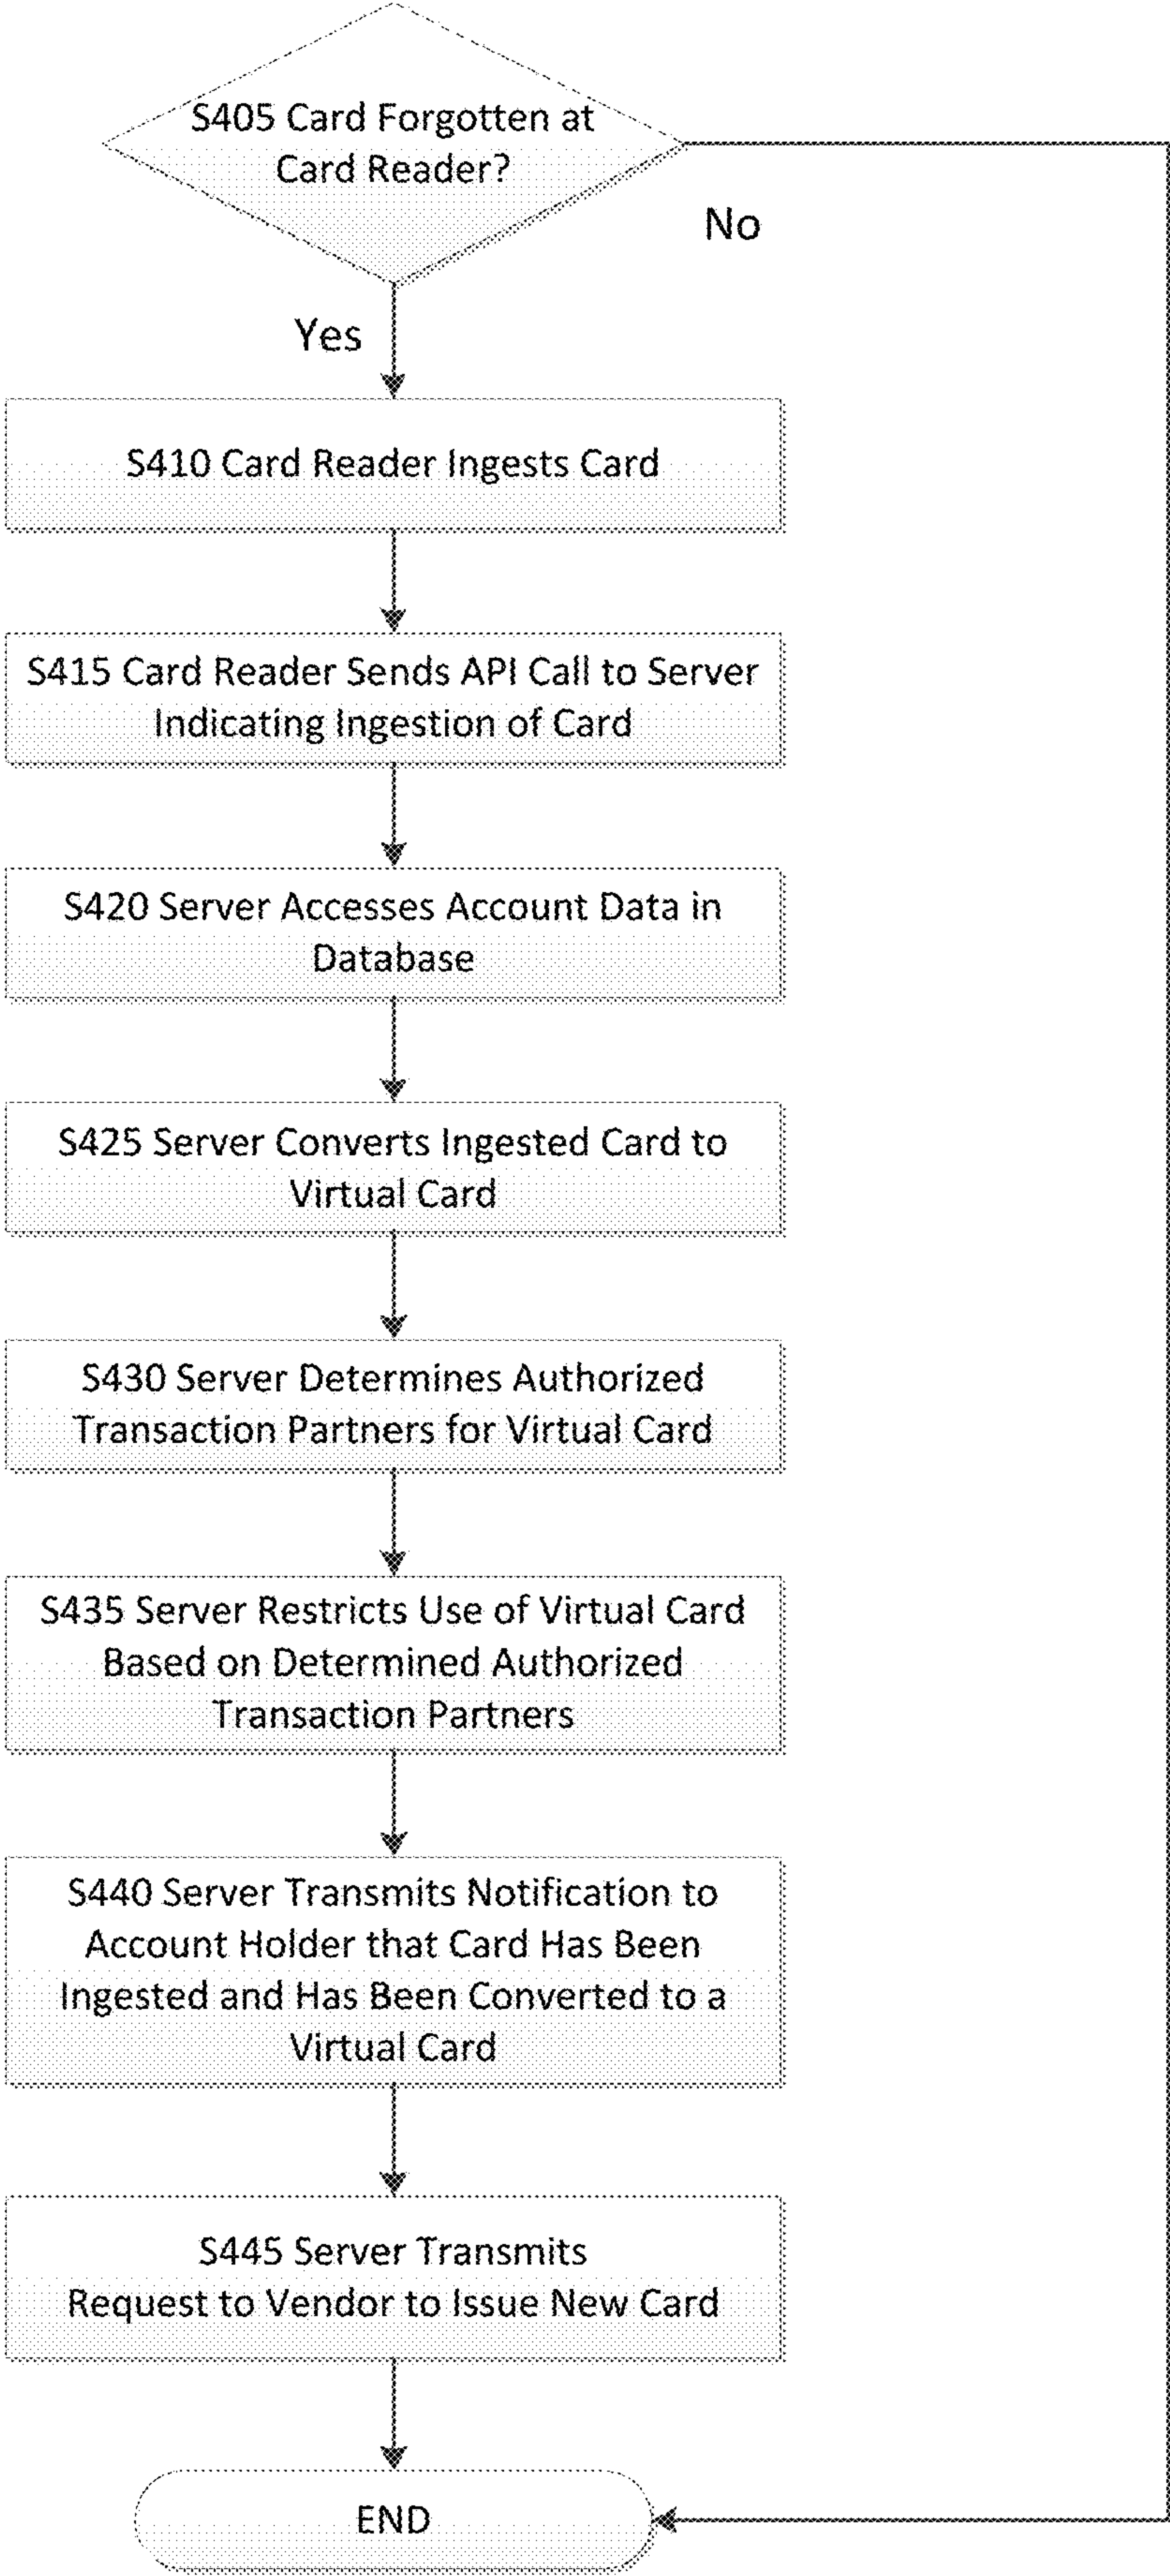 S405 Card Forgotten at
Card Reader?
No
Yes
S410 Card Reader Ingests Card
S415 Card Reader Sends API Call to Server
Indicating Ingestion of Card
S420 Server Accesses Account Data in
Database
S425 Server Converts Ingested Card to
Virtual Card
S430 Server Determines Authorized
Transaction Partners for Virtual Card
S435 Server Restricts Use of Virtual Card
Based on Determined Authorized
Transaction Partners
S440 Server Transmits Notification to
Account Holder that Card Has Been
Ingested and Has Been Converted to a
Virtual Card
S445 Server Transmits
Request to Vendor to Issue New Card
END